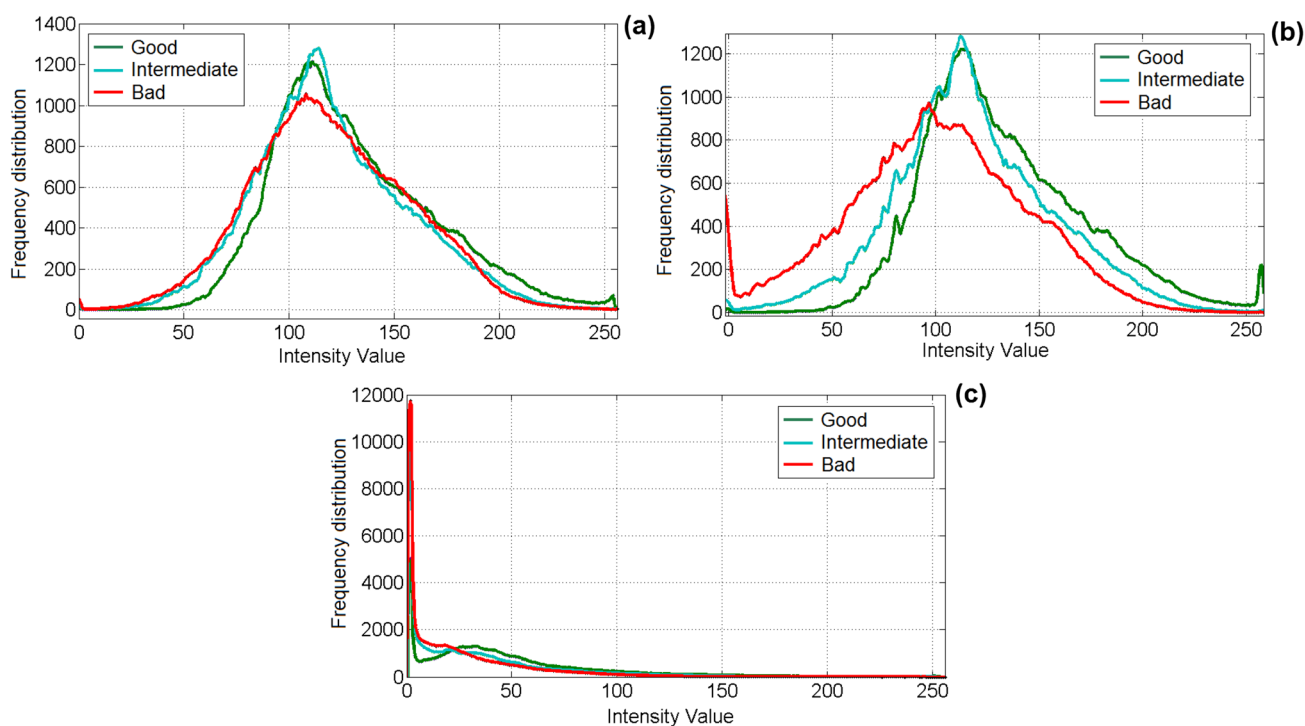 (a)
1400
1200
1000
800
600
400
200
0
Frequency distribution
Good
Intermediate
Bad
0 50 100 150 200 250
Intensity Value
(b)
1200
1000
800
600
400
200
0
Frequency distribution
Good
Intermediate
Bad
0 50 100 150 200 250
Intensity Value
(c)
12000
10000
8000
6000
4000
2000
0
Frequency distribution
Good
Intermediate
Bad
0 50 100 150 200 250
Intensity Value